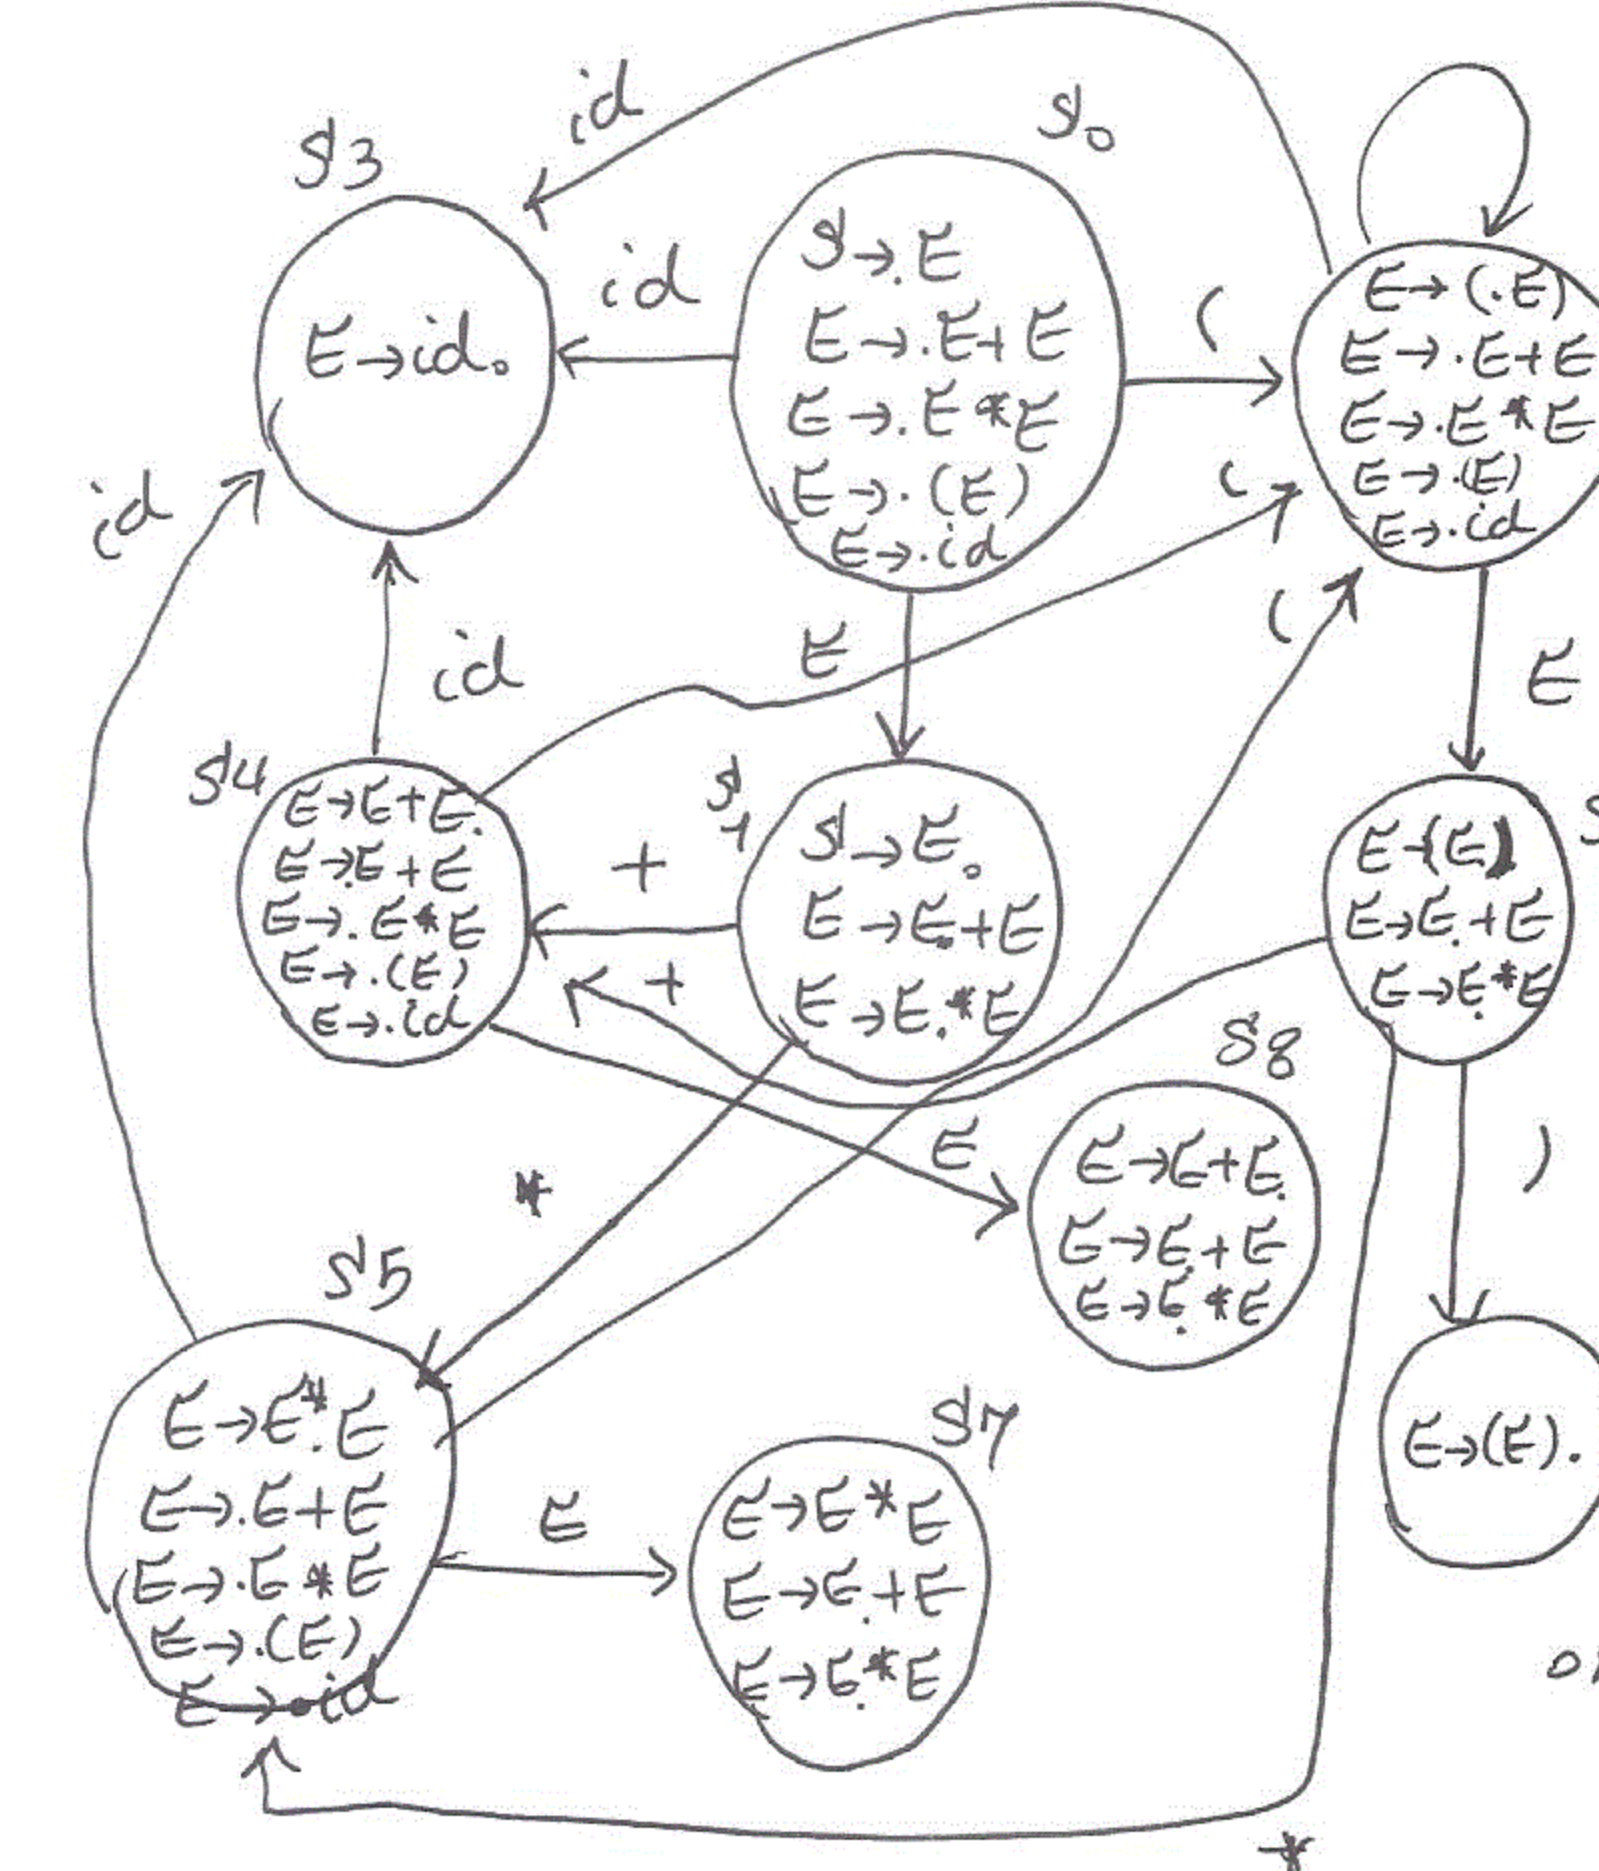 id
S0
S3
S→.E
E→.E+E
E→.E*E
E→.(E)
E→.id
id
(
E→id.
E→(.E)
E→.E+E
E→.E*E
E→.(E)
E→.id
id
(
(
E
E
id
S4
E→E+E.
E→.E+E
E→.E*E
E→.(E)
E→.id
S1
+
S→E.
E→E.+E
E→E.*E
S
E→(E.)
E→E.+E
E→E.*E
+
S8
E
E→E+E.
E→E.+E
E→E.*E
)
*
S5
E→E*.E
E→.E+E
E→.E*E
E→.(E)
E→.id
E
S7
E→E*E
E→E.+E
E→E.*E
E→(E).
*